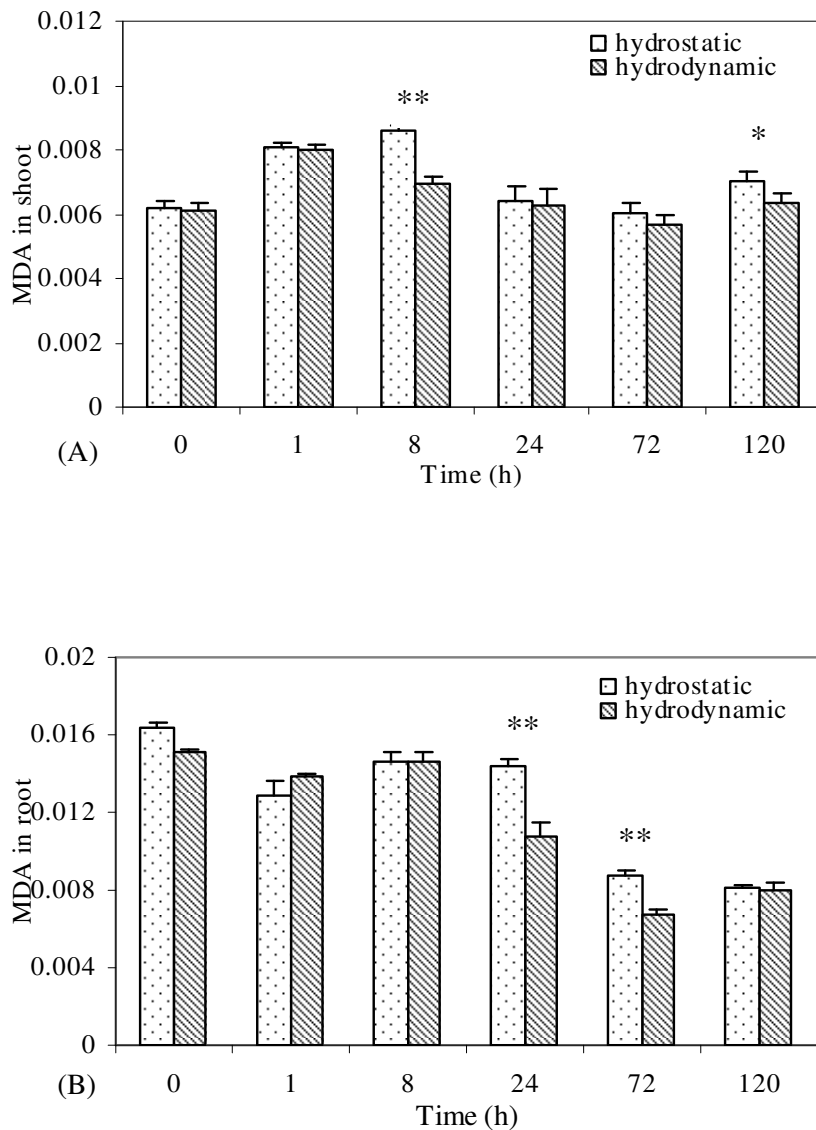 0.012
hydrostatic
hydrodynamic
0.01
**
*
0.008
0.006
0.004
0.002
0
MDA in shoot
0 1 8 24 72 120
(A)
Time (h)
0.02
hydrostatic
hydrodynamic
0.016
**
0.012
**
0.008
0.004
0
MDA in root
0 1 8 24 72 120
(B)
Time (h)